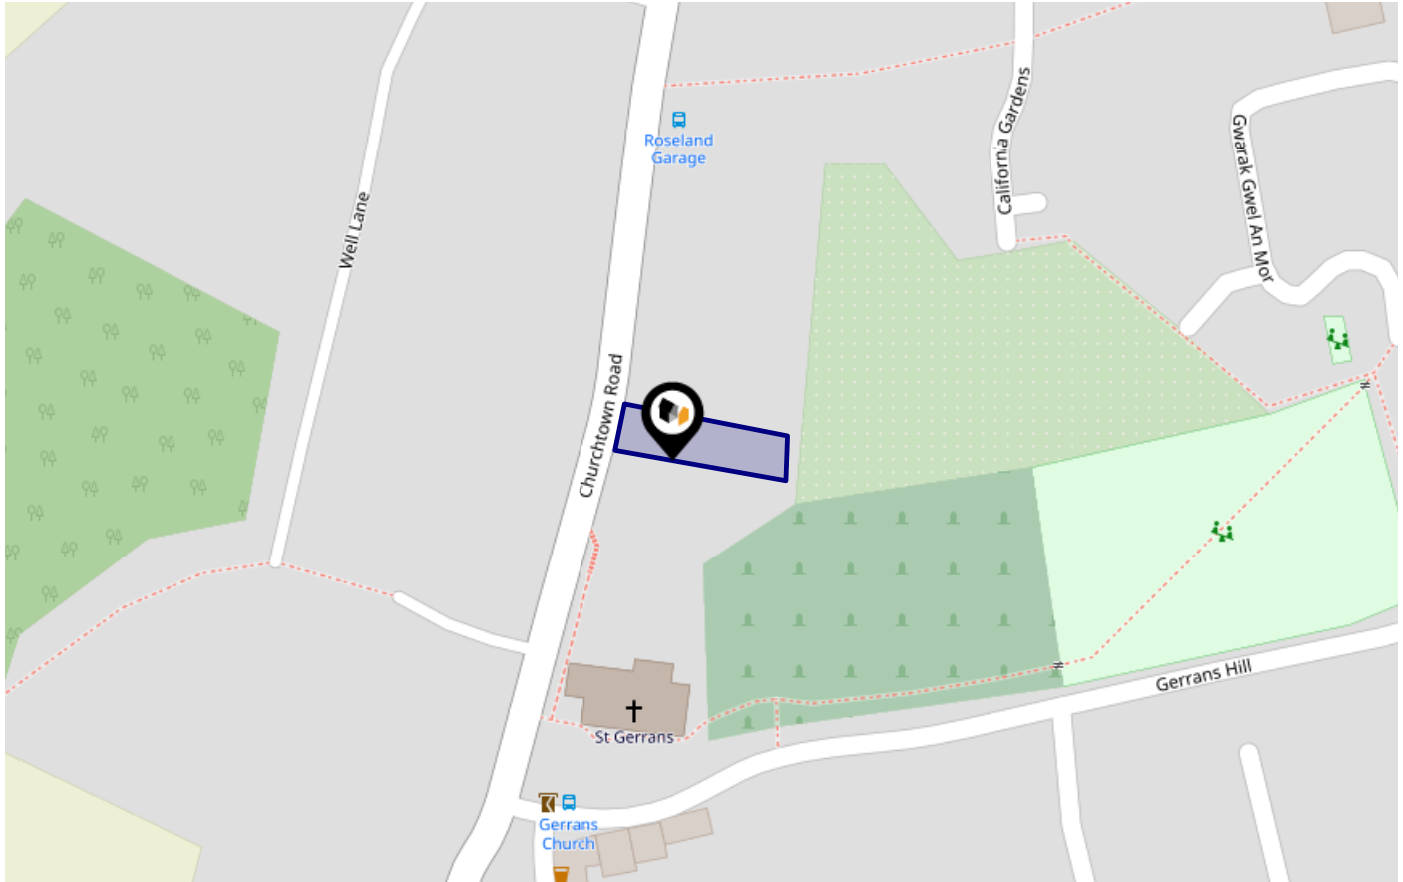 Roseland
Garage
California Gardens
Gwarak Gwel An Mor
Well Lane
Churchtown Road
Gerrans Hill
St Gerrans
Gerrans
Church